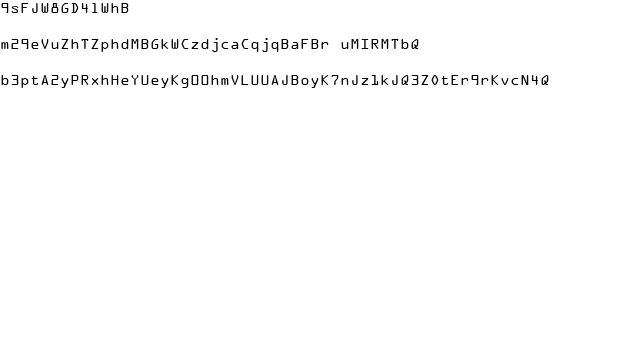 9sFJW8GD41WhB
m29eVuZhTZphdMBGkWCzdjcaCqjqBaFBr uMIRMTbQ
b3ptA2yPRxhHeYUeyKgOOhmVLUUAJBoyK7nJz1kJQ3Z0tEr9rKvcN4Q